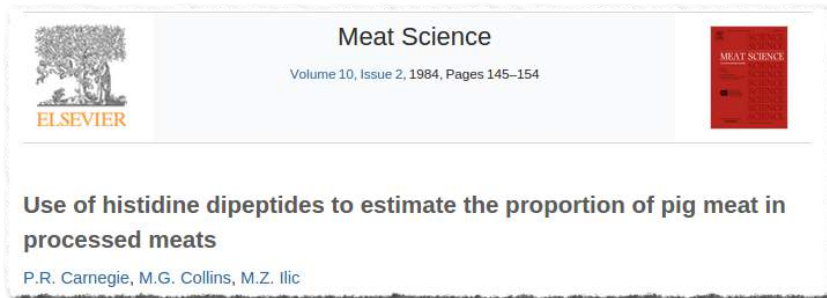 Meat Science
Volume 10, Issue 2, 1984, Pages 145–154
ELSEVIER
MEAT SCIENCE
Use of histidine dipeptides to estimate the proportion of pig meat in
processed meats
P.R. Carnegie, M.G. Collins, M.Z. Ilic